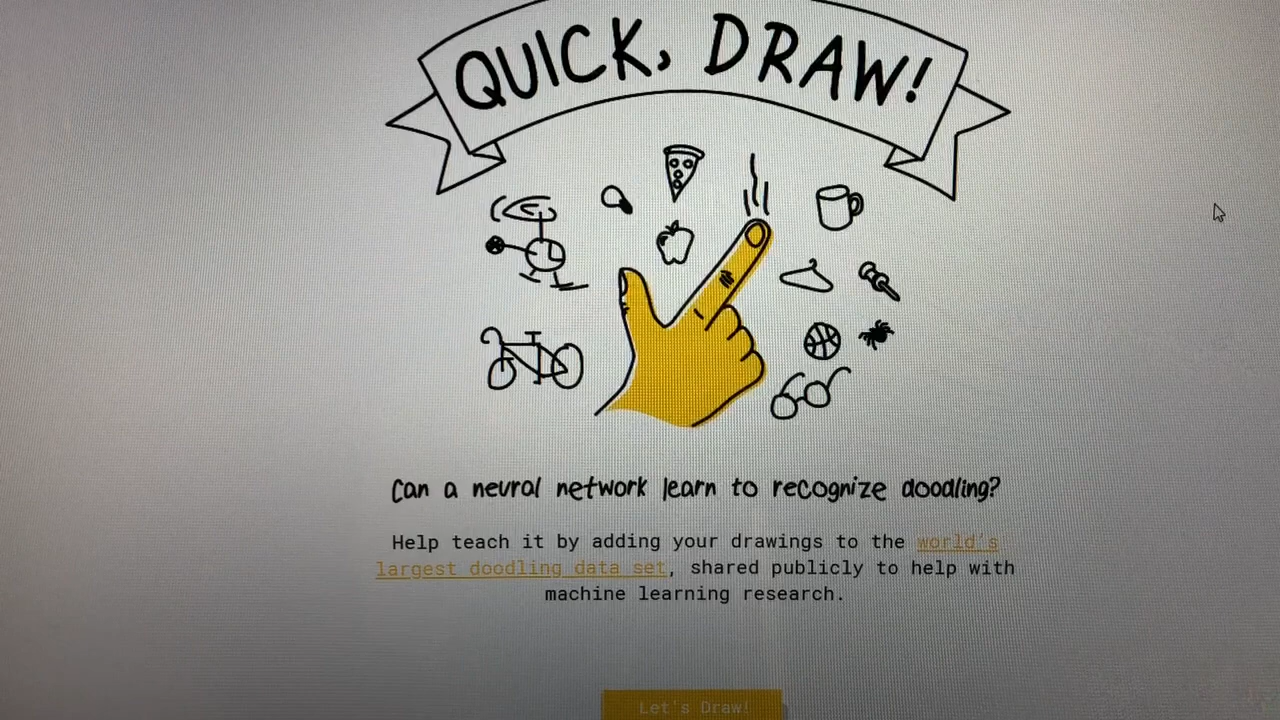 QUICK, DRAW!
Can a neural network learn to recognize doodling?
Help teach it by adding your drawings to the world's
largest doodling data set, shared publicly to help with
machine learning research.
Let's Draw!